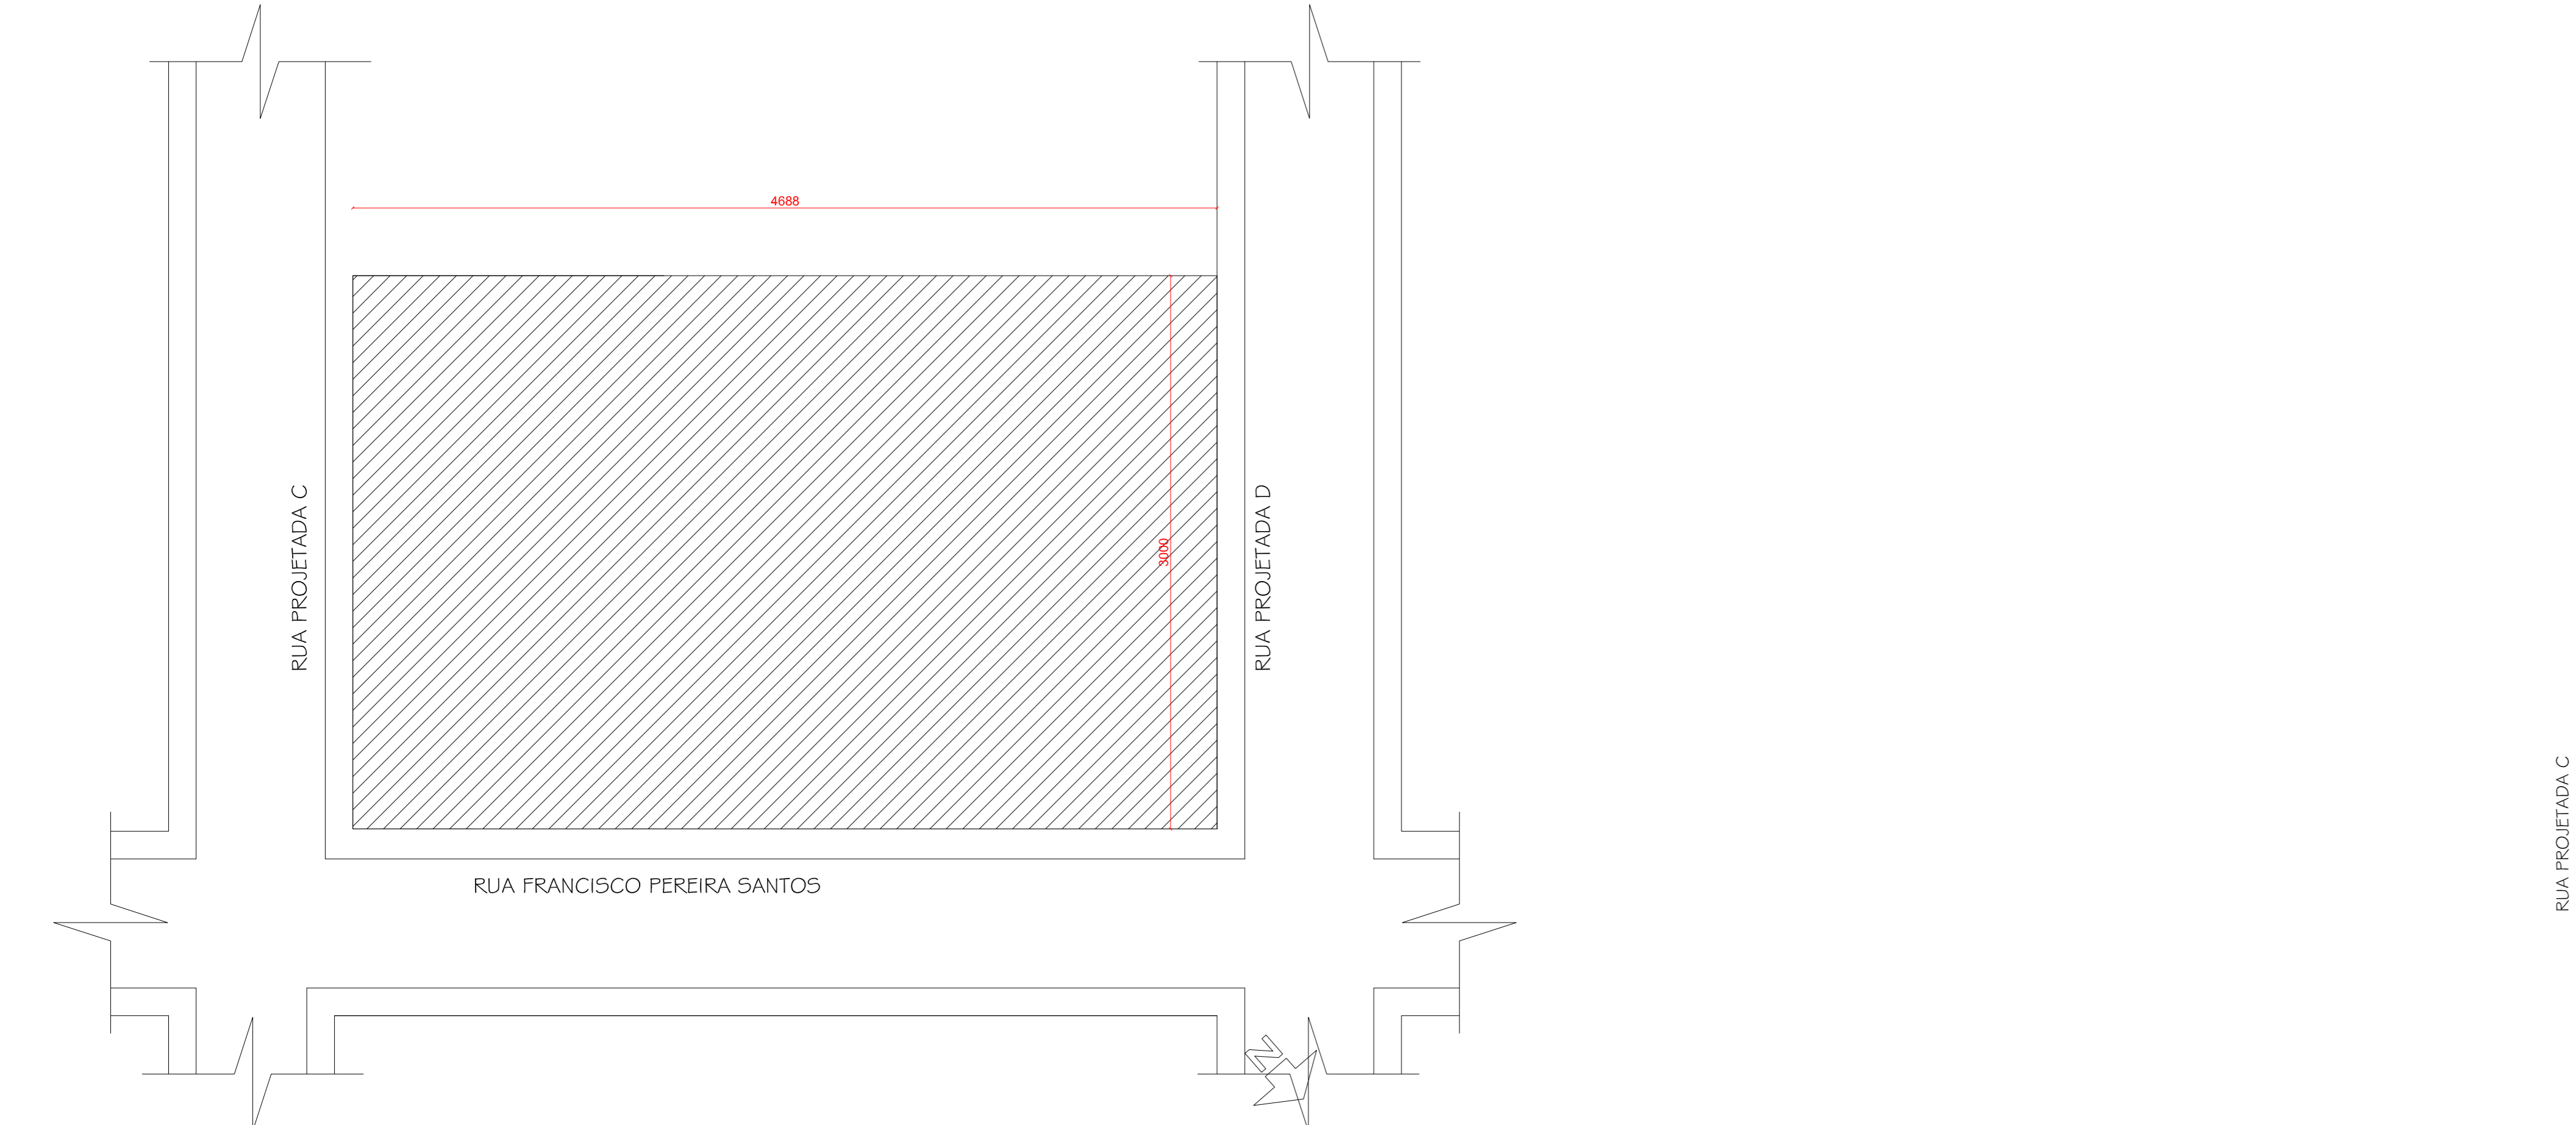 4688
3000
RUA PROJETADA C
RUA PROJETADA D
RUA FRANCISCO PEREIRA SANTOS
N
RUA PROJETADA C